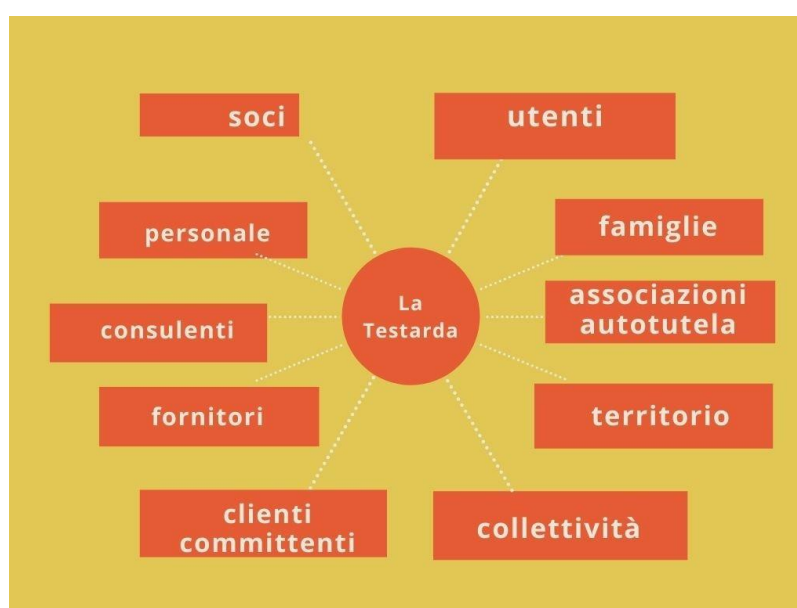 soci
utenti
personale
famiglie
consulenti
La
Testarda
associazioni
autotutela
fornitori
territorio
clienti
committenti
collettività